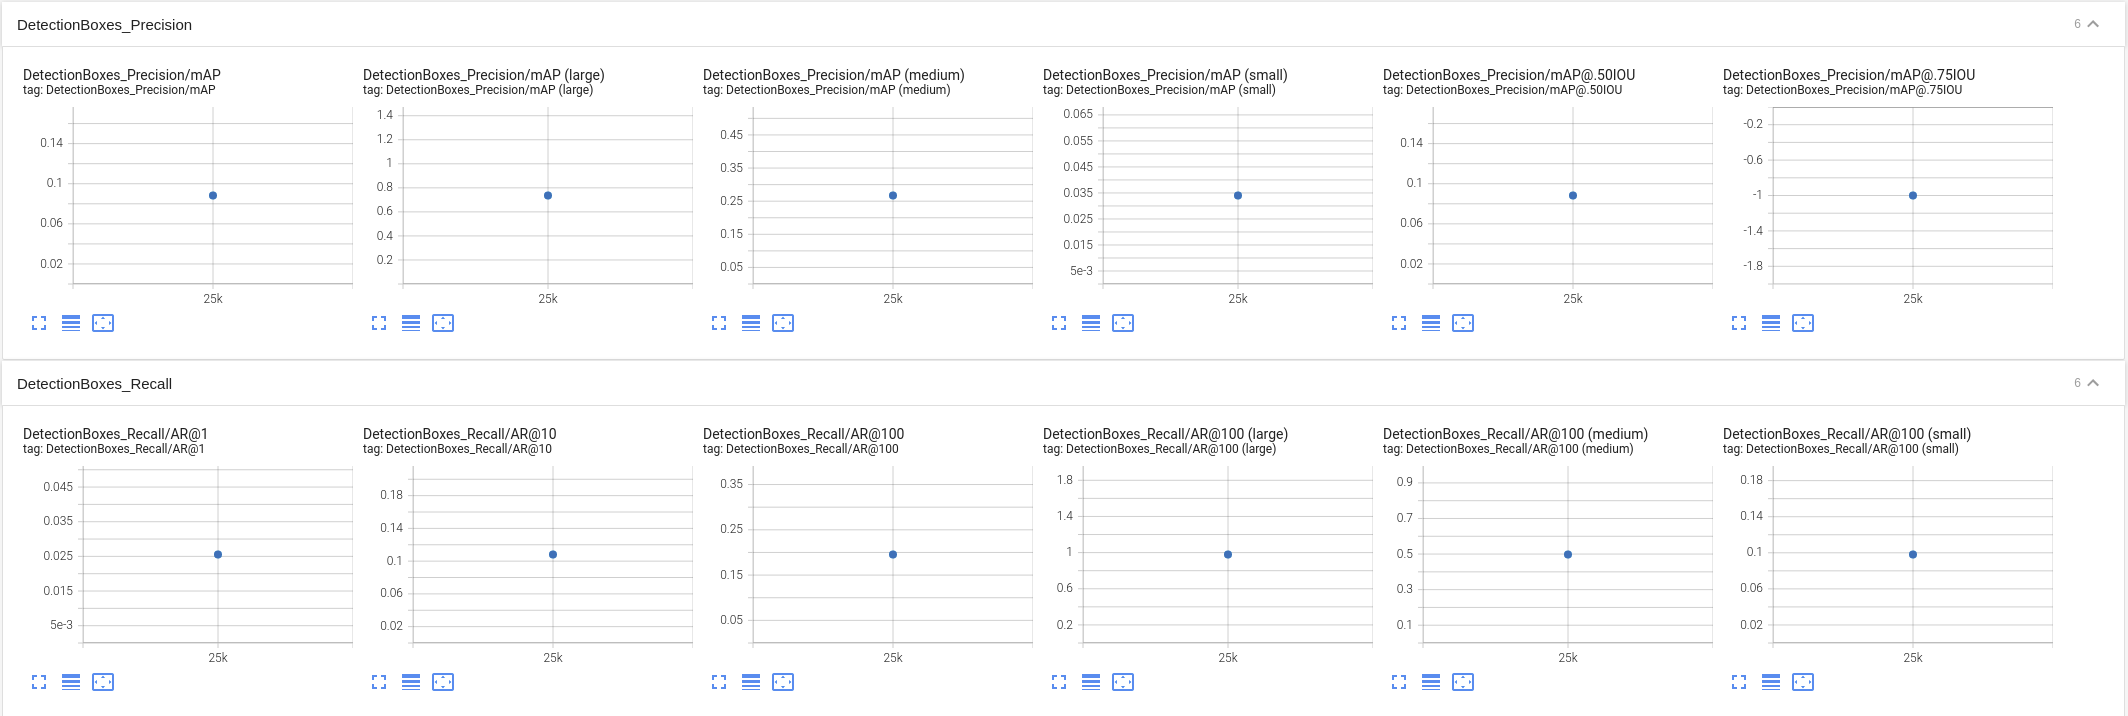 DetectionBoxes_Precision
6
DetectionBoxes_Precision/mAP
tag: DetectionBoxes_Precision/mAP
0.14
0.1
0.06
0.02
25k
DetectionBoxes_Precision/mAP (large)
tag: DetectionBoxes_Precision/mAP (large)
1.4
1.2
1
0.8
0.6
0.4
0.2
25k
DetectionBoxes_Precision/mAP (medium)
tag: DetectionBoxes_Precision/mAP (medium)
0.45
0.35
0.25
0.15
0.05
25k
DetectionBoxes_Precision/mAP (small)
tag: DetectionBoxes_Precision/mAP (small)
0.065
0.055
0.045
0.035
0.025
0.015
5e-3
25k
DetectionBoxes_Precision/mAP@.50IOU
tag: DetectionBoxes_Precision/mAP@.50IOU
0.14
0.1
0.06
0.02
25k
DetectionBoxes_Precision/mAP@.75IOU
tag: DetectionBoxes_Precision/mAP@.75IOU
-0.2
-0.6
-1
-1.4
-1.8
25k
DetectionBoxes_Recall
6
DetectionBoxes_Recall/AR@1
tag: DetectionBoxes_Recall/AR@1
0.045
0.035
0.025
0.015
5e-3
25k
DetectionBoxes_Recall/AR@10
tag: DetectionBoxes_Recall/AR@10
0.18
0.14
0.1
0.06
0.02
25k
DetectionBoxes_Recall/AR@100
tag: DetectionBoxes_Recall/AR@100
0.35
0.25
0.15
0.05
25k
DetectionBoxes_Recall/AR@100 (large)
tag: DetectionBoxes_Recall/AR@100 (large)
1.8
1.4
1
0.6
0.2
25k
DetectionBoxes_Recall/AR@100 (medium)
tag: DetectionBoxes_Recall/AR@100 (medium)
0.9
0.7
0.5
0.3
0.1
25k
DetectionBoxes_Recall/AR@100 (small)
tag: DetectionBoxes_Recall/AR@100 (small)
0.18
0.14
0.1
0.06
0.02
25k